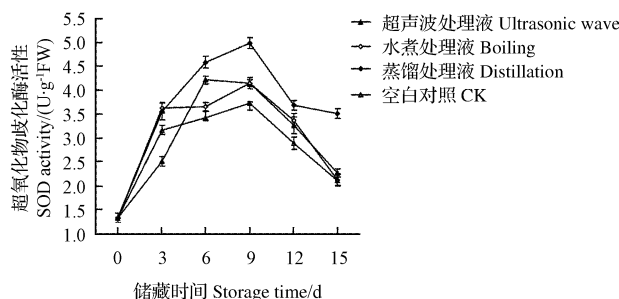 超氧化物歧化酶活性
SOD activity/(U·g⁻¹FW)
5.5
5.0
4.5
4.0
3.5
3.0
2.5
2.0
1.5
1.0
0 3 6 9 12 15
储藏时间 Storage time/d
超声波处理液 Ultrasonic wave
水煮处理液 Boiling
蒸馏处理液 Distillation
空白对照 CK